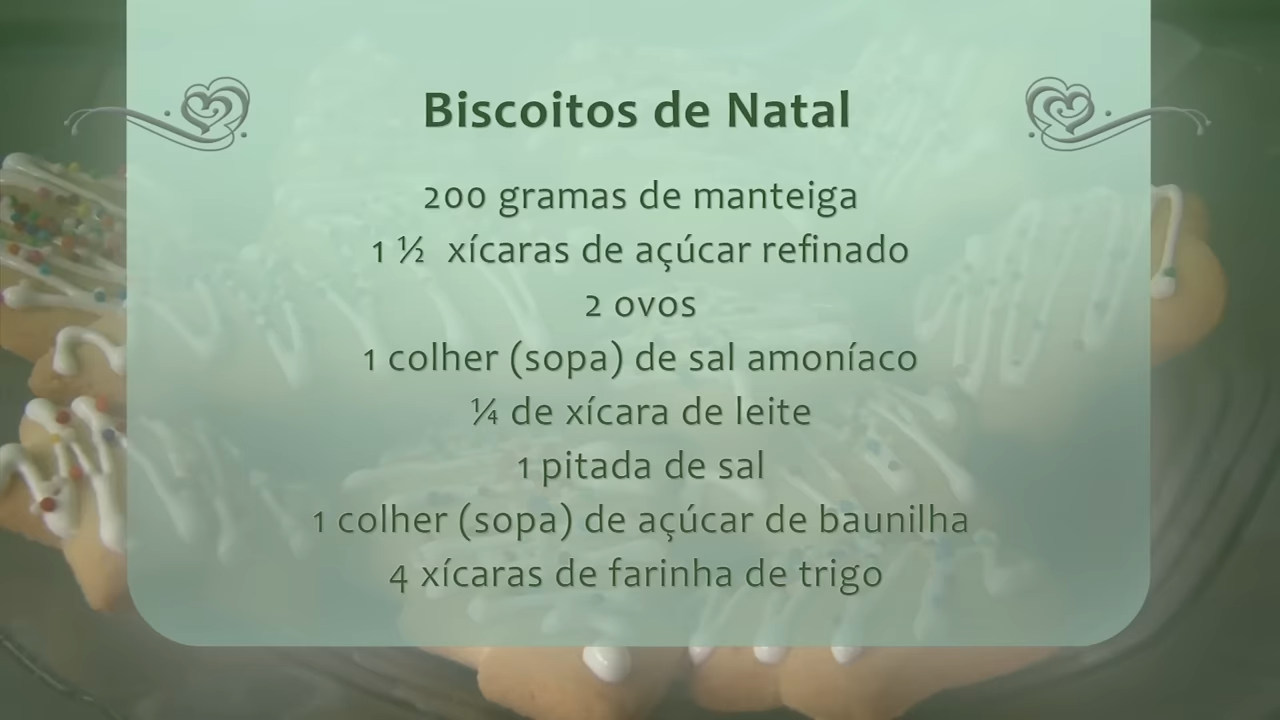 Biscoitos de Natal
200 gramas de manteiga
1 ½ xícaras de açúcar refinado
2 ovos
1 colher (sopa) de sal amoníaco
¼ de xícara de leite
1 pitada de sal
1 colher (sopa) de açúcar de baunilha
4 xícaras de farinha de trigo